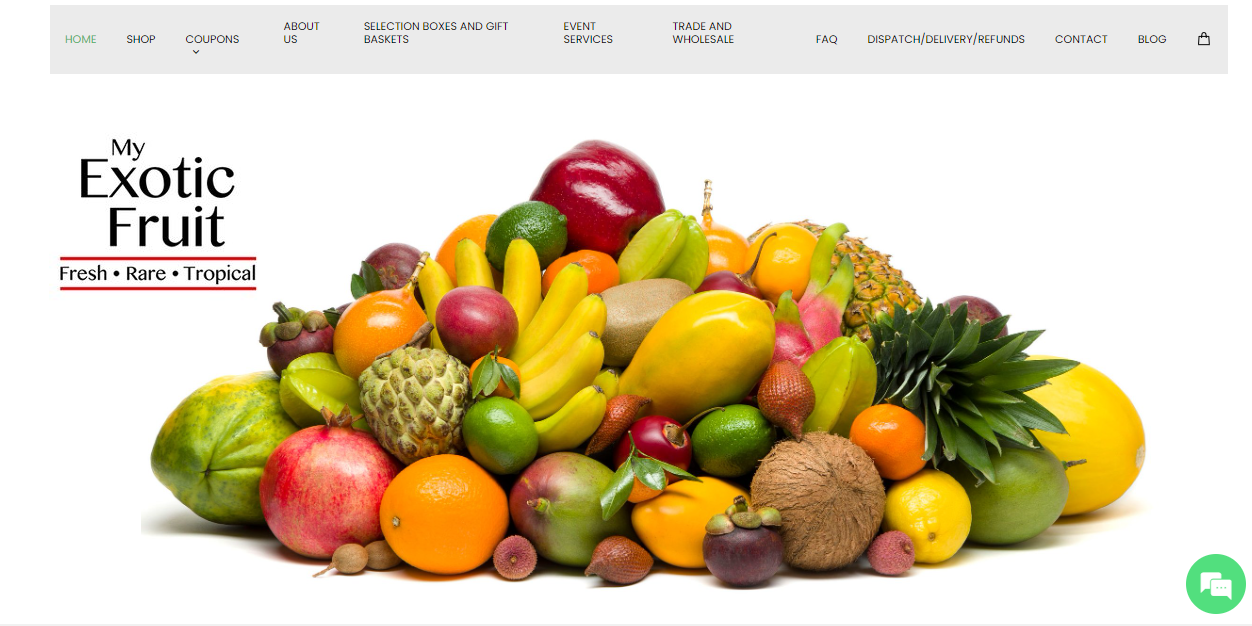 HOME
SHOP
COUPONS
ABOUT
US
SELECTION BOXES AND GIFT
BASKETS
EVENT
SERVICES
TRADE AND
WHOLESALE
FAQ
DISPATCH/DELIVERY/REFUNDS
CONTACT
BLOG
My
Exotic
Fruit
Fresh • Rare • Tropical